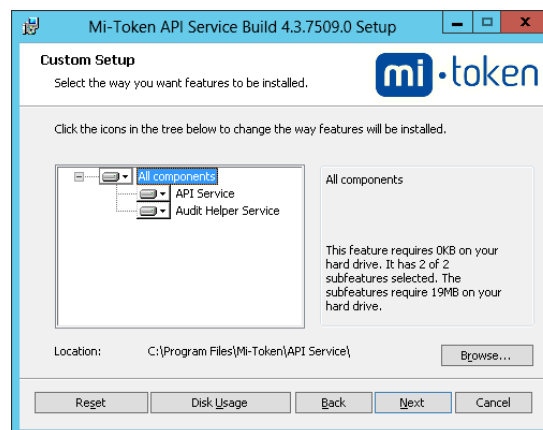 Mi-Token API Service Build 4.3.7509.0 Setup
Custom Setup
Select the way you want features to be installed.
mi·token
Click the icons in the tree below to change the way features will be installed.
All components
API Service
Audit Helper Service
All components
This feature requires 0KB on your
hard drive. It has 2 of 2
subfeatures selected. The
subfeatures require 19MB on your
hard drive.
Location: C:\Program Files\Mi-Token\API Service\
Browse...
Reset Disk Usage Back Next Cancel